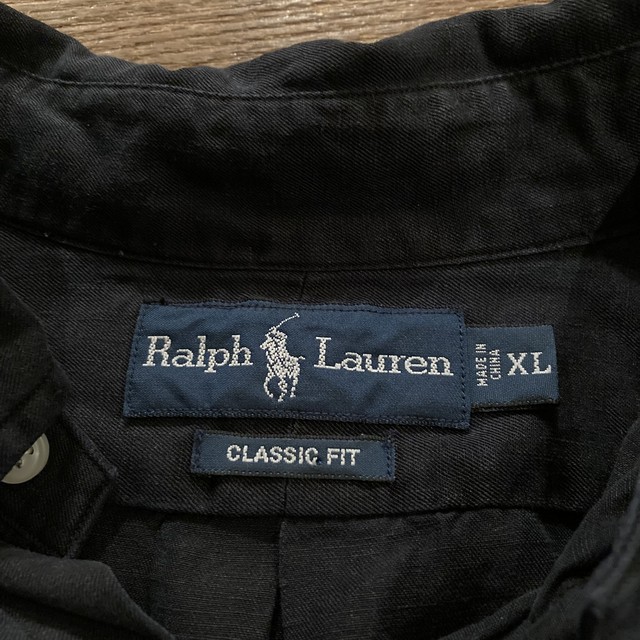 Ralph Lauren
MADE IN
CHINA
XL
CLASSIC FIT